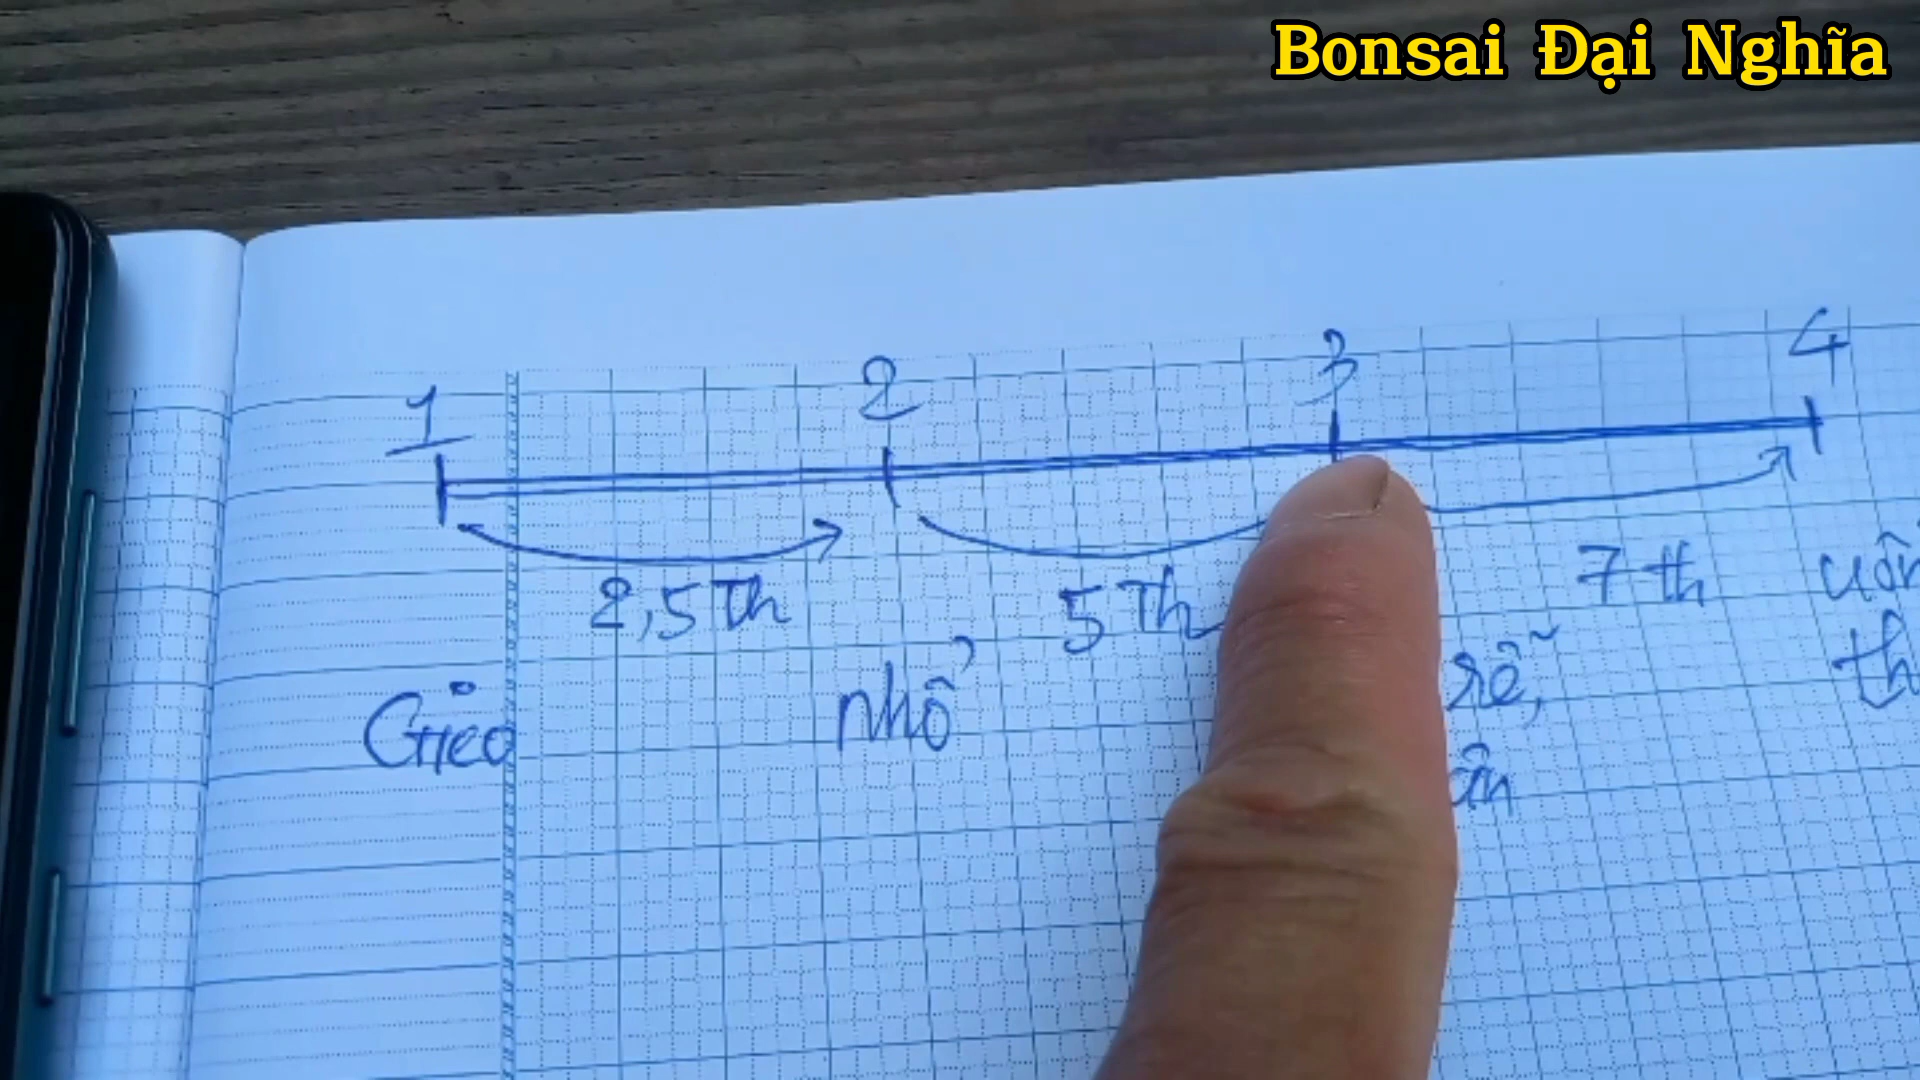 Bonsai Đại Nghĩa
1 2 3 4
2,5 Th 5 Th 7 th
Gieo nhổ rễ,